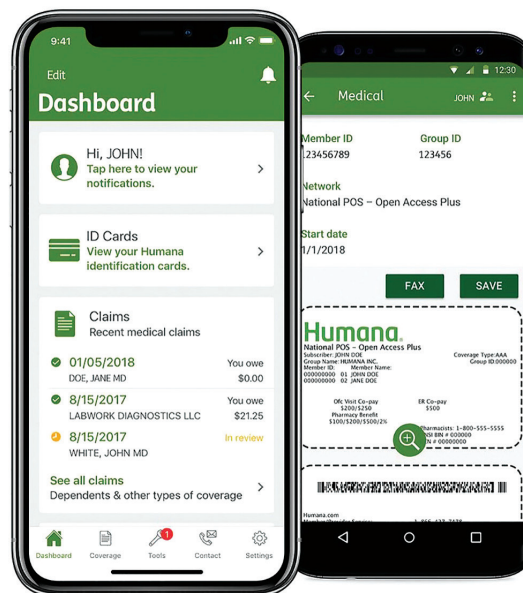 9:41
Edit
Dashboard
Hi, JOHN!
Tap here to view your
notifications.
ID Cards
View your Humana
identification cards.
Claims
Recent medical claims
01/05/2018 You owe
DOE, JANE MD $0.00
8/15/2017 You owe
LABWORK DIAGNOSTICS LLC $21.25
8/15/2017 In review
WHITE, JOHN MD
See all claims
Dependents & other types of coverage
1
Dashboard Coverage Tools Contact Settings
12:30
Medical JOHN
Member ID Group ID
123456789 123456
Network
National POS – Open Access Plus
Start date
1/1/2018
FAX SAVE
Humana.
National POS – Open Access Plus
Subscriber: JOHN DOE Coverage Type:AAA
Group Name: HUMANA INC. Group ID:000000
Member ID: Member Name:
000000000 01 JOHN DOE
000000000 02 JANE DOE
Ofc Visit Co-pay ER Co-pay
$200/$250 $500
Pharmacy Benefit
$100/$200/$500/2%
Pharmacists: 1-800-555-5555
BIN # 000000
# 00000000
Humana.com